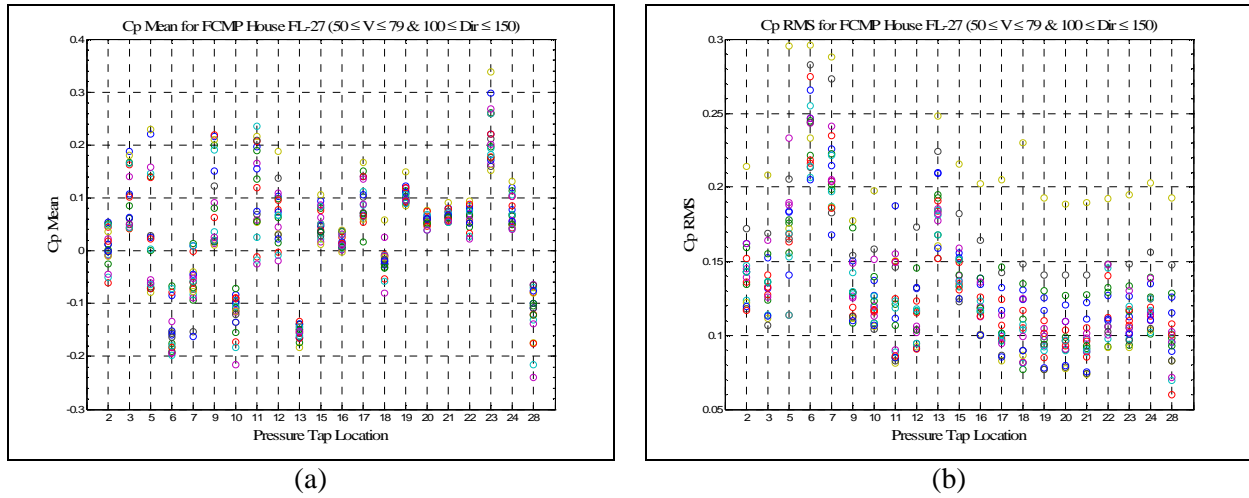 Cp Mean for FCMP House FL-27 (50 ≤ V ≤ 79 & 100 ≤ Dir ≤ 150)
0.4
0.3
0.2
0.1
0
-0.1
-0.2
-0.3
Cp Mean
2 3 5 6 7 9 10 11 12 13 15 16 17 18 19 20 21 22 23 24 28
Pressure Tap Location
(a)
Cp RMS for FCMP House FL-27 (50 ≤ V ≤ 79 & 100 ≤ Dir ≤ 150)
0.3
0.25
0.2
0.15
0.1
0.05
Cp RMS
2 3 5 6 7 9 10 11 12 13 15 16 17 18 19 20 21 22 23 24 28
Pressure Tap Location
(b)